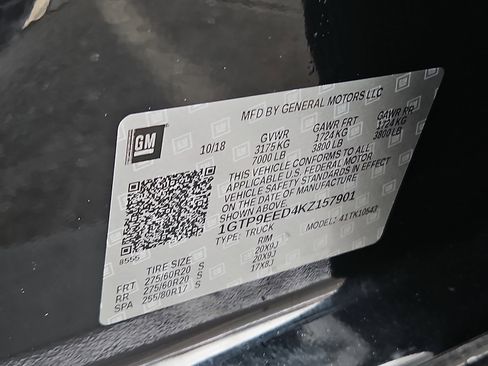 MFD BY GENERAL MOTORS LLC
GM
10/18 GVWR GAWR FRT GAWR RR
3175 KG 1724 KG 1724 KG
7000 LB 3800 LB 3800 LB
THIS VEHICLE CONFORMS TO ALL
APPLICABLE U.S. FEDERAL MOTOR
VEHICLE SAFETY STANDARDS IN EFFECT
ON THE DATE OF MANUFACTURE
SHOWN ABOVE.
1GTP9EED4KZ157901
TYPE: TRUCK MODEL: 41TK10543
8555
TIRE SIZE RIM
FRT 275/60R20 S 20X9J
RR 275/60R20 S 20X9J
SPA 255/80R17 S 17X8J